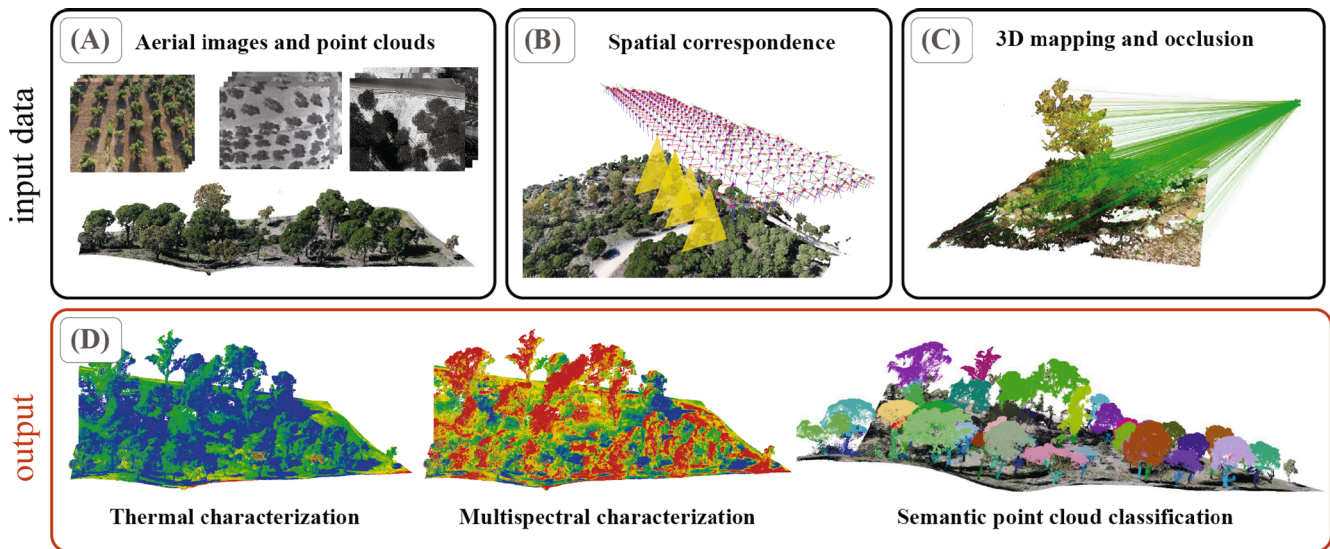 input data
(A)
Aerial images and point clouds
(B)
Spatial correspondence
(C)
3D mapping and occlusion
output
(D)
Thermal characterization
Multispectral characterization
Semantic point cloud classification